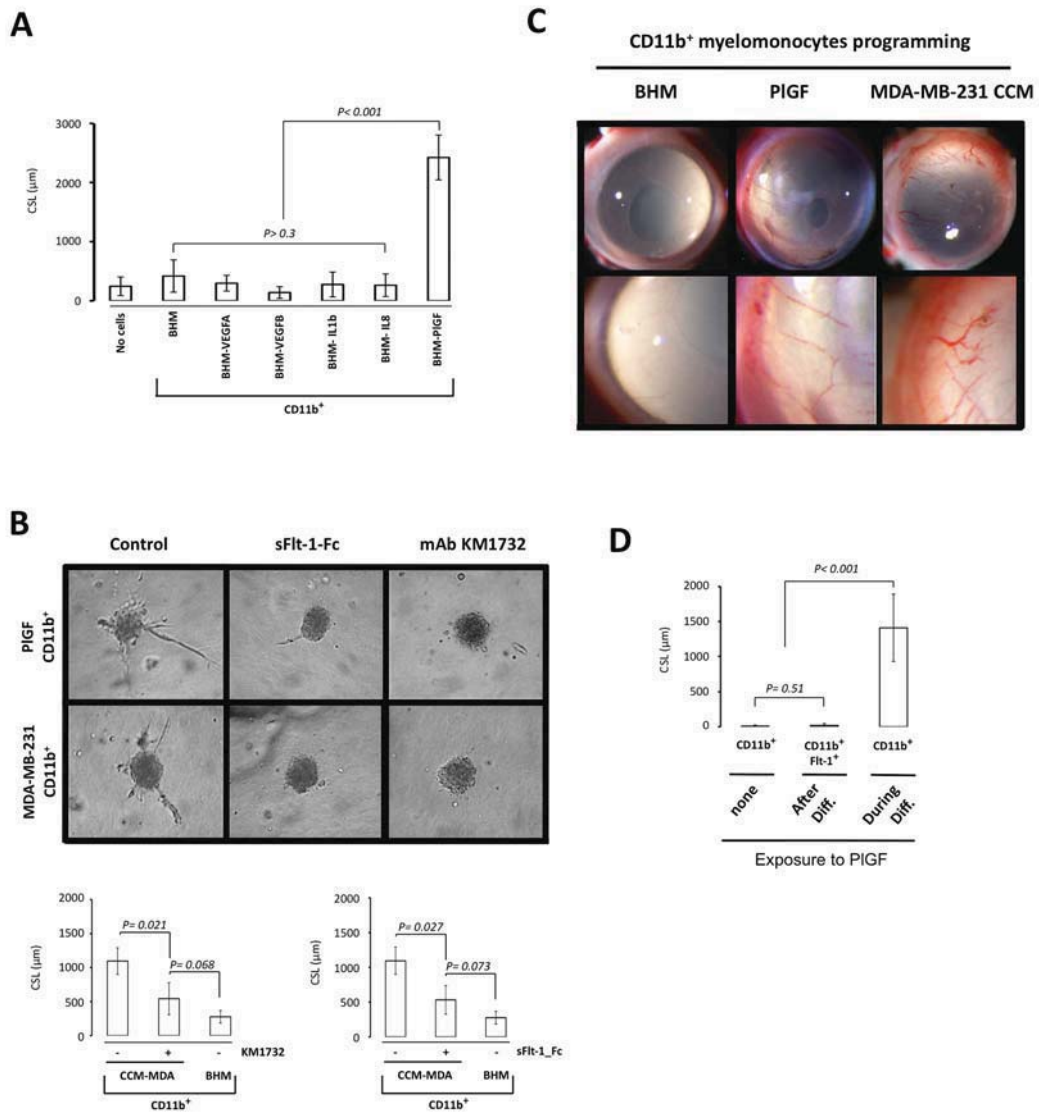 A
P< 0.001
3000
2000
1000
0
CSL (µm)
P> 0.3
No cells
BHM
BHM-VEGFA
BHM-VEGFB
BHM- IL1b
BHM- IL8
BHM-PlGF
CD11b+
C
CD11b+ myelomonocytes programming
BHM PlGF MDA-MB-231 CCM
B
Control sFlt-1-Fc mAb KM1732
PlGF
CD11b+
MDA-MB-231
CD11b+
2000
1500
1000
500
0
CSL (µm)
P= 0.021
P= 0.068
- + - KM1732
CCM-MDA BHM
CD11b+
2000
1500
1000
500
0
CSL (µm)
P= 0.027
P= 0.073
- + - sFlt-1_Fc
CCM-MDA BHM
CD11b+
D
P< 0.001
2000
1500
1000
500
0
CSL (µm)
P= 0.51
CD11b+ CD11b+ CD11b+
Flt-1+
none
After
Diff.
During
Diff.
Exposure to PlGF